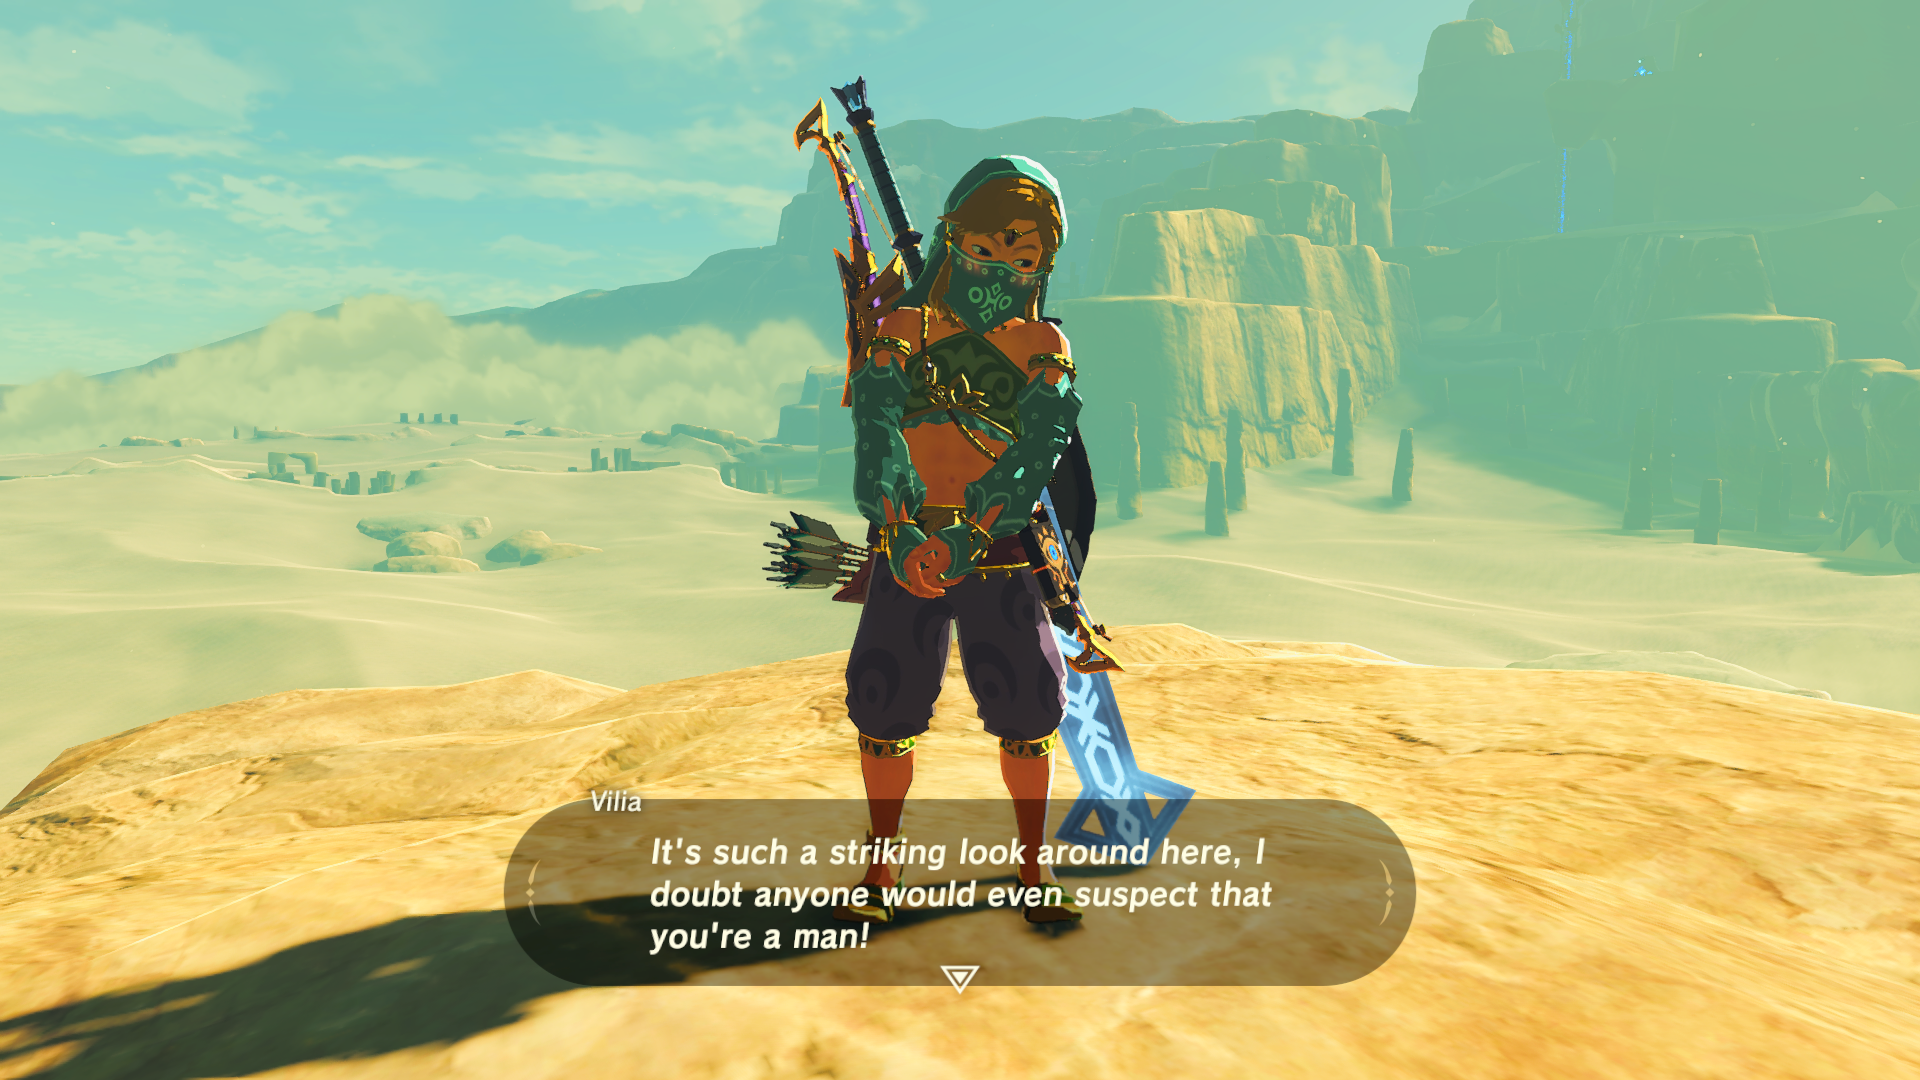 Vilia
It's such a striking look around here, I
doubt anyone would even suspect that
you're a man!